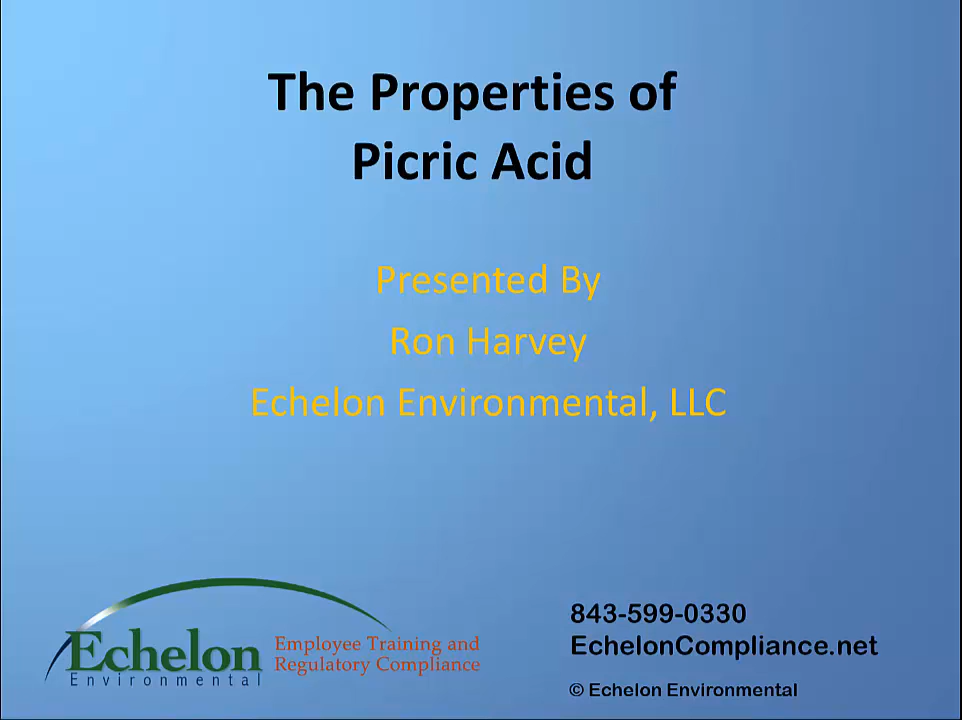 The Properties of
Picric Acid
Presented By
Ron Harvey
Echelon Environmental, LLC
Echelon
Environmental
Employee Training and
Regulatory Compliance
843-599-0330
EchelonCompliance.net
© Echelon Environmental